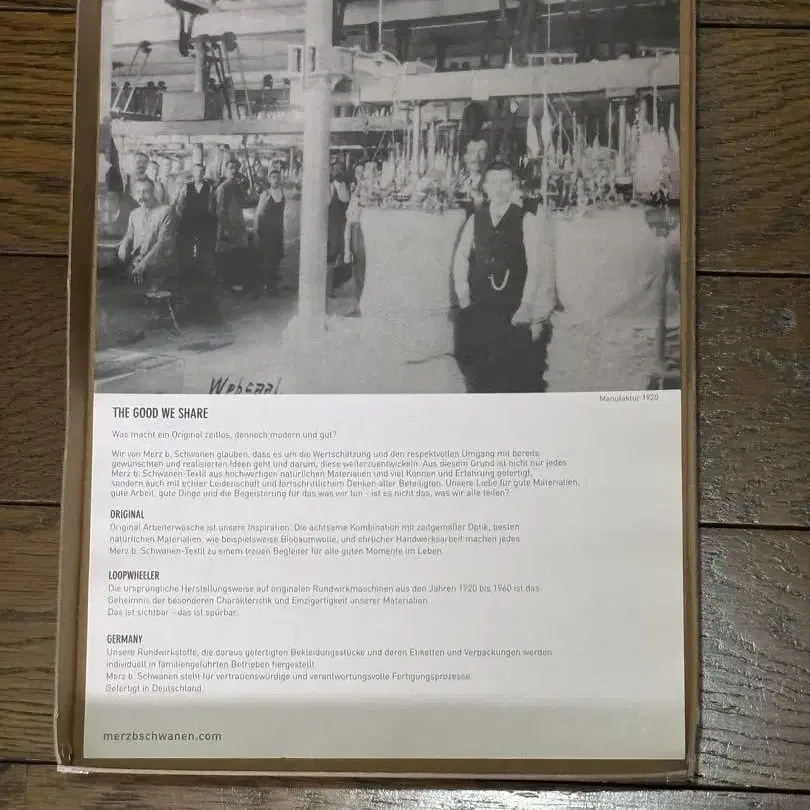 Websaal.
Manufaktur 1920
THE GOOD WE SHARE
Was macht ein Original zeitlos, dennoch modern und gut?
Wir von Merz b. Schwanen glauben, dass es um die Wertschätzung und den respektvollen Umgang mit bereits
gewünschten und realisierten Ideen geht und darum, diese weiterzuentwickeln. Aus diesem Grund ist nicht nur jedes
Merz b. Schwanen-Textil aus hochwertigen natürlichen Materialien und viel Können und Erfahrung gefertigt,
sondern auch mit echter Leidenschaft und fortschrittlichem Denken aller Beteiligten. Unsere Liebe für gute Materialien,
gute Arbeit, gute Dinge und die Begeisterung für das was wir tun - ist es nicht das, was wir alle teilen?
ORIGINAL
Original Arbeiterwäsche ist unsere Inspiration. Die achtsame Kombination mit zeitgemäßer Optik, besten
natürlichen Materialien, wie beispielsweise Biobaumwolle, und ehrlicher Handwerksarbeit machen jedes
Merz b. Schwanen-Textil zu einem treuen Begleiter für alle guten Momente im Leben.
LOOPWHEELER
Die ursprüngliche Herstellungsweise auf originalen Rundwirkmaschinen aus den Jahren 1920 bis 1960 ist das
Geheimnis der besonderen Charakteristik und Einzigartigkeit unserer Materialien.
Das ist sichtbar - das ist spürbar.
GERMANY
Unsere Rundwirkstoffe, die daraus gefertigten Bekleidungsstücke und deren Etiketten und Verpackungen werden
individuell in familiengeführten Betrieben hergestellt.
Merz b. Schwanen steht für vertrauenswürdige und verantwortungsvolle Fertigungsprozesse.
Gefertigt in Deutschland.
merzbschwanen.com